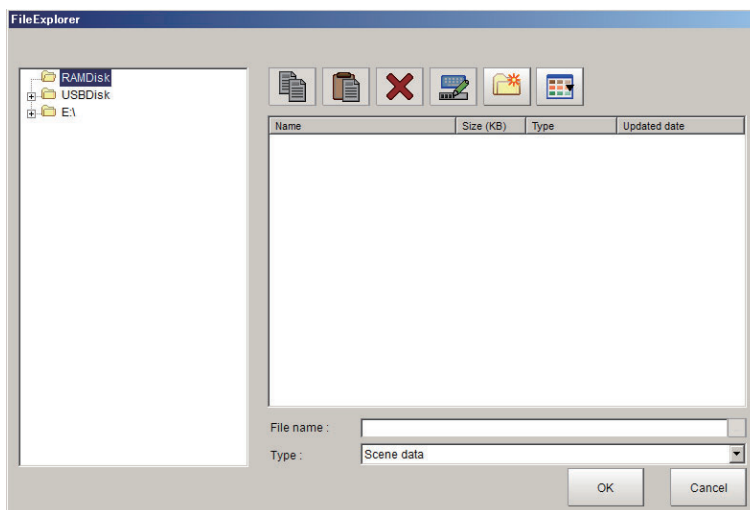 FileExplorer
RAMDisk
USBDisk
E:\
Name Size (KB) Type Updated date
File name :
Type : Scene data
OK Cancel